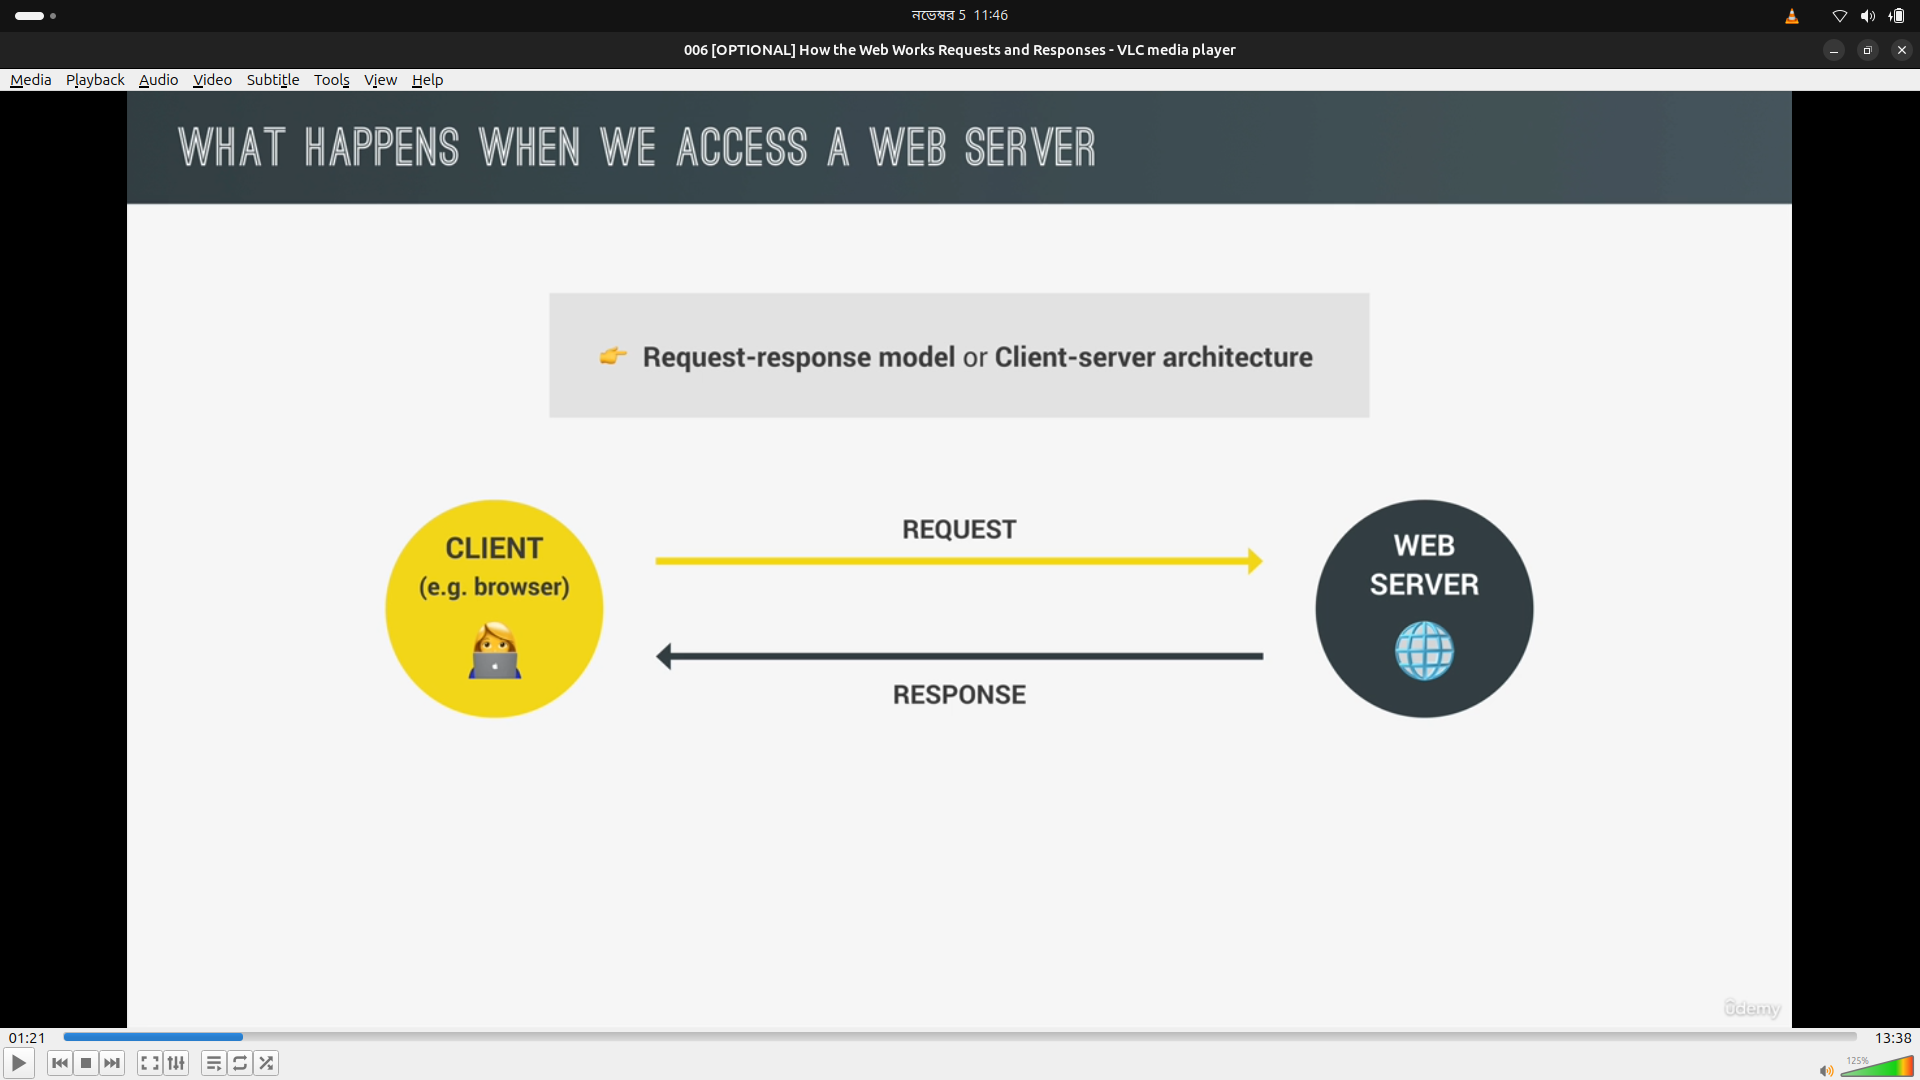 নভেম্বর 5 11:46
006 [OPTIONAL] How the Web Works Requests and Responses - VLC media player
Media Playback Audio Video Subtitle Tools View Help
WHAT HAPPENS WHEN WE ACCESS A WEB SERVER
👉 Request-response model or Client-server architecture
CLIENT
(e.g. browser)
REQUEST
RESPONSE
WEB
SERVER
ûdemy
01:21
13:38
125%